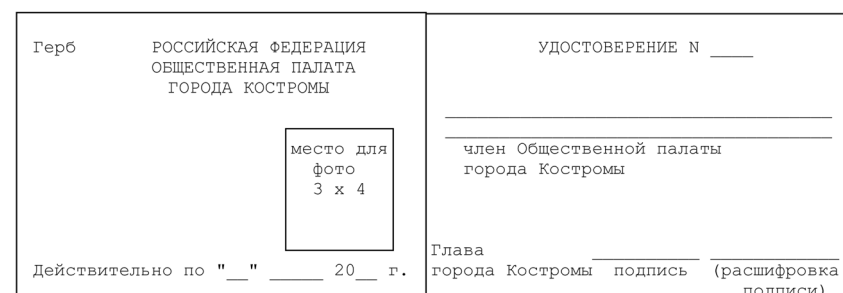 Герб РОССИЙСКАЯ ФЕДЕРАЦИЯ
ОБЩЕСТВЕННАЯ ПАЛАТА
ГОРОДА КОСТРОМЫ
место для
фото
3 х 4
Действительно по "__" _____ 20__ г.
УДОСТОВЕРЕНИЕ N ____
член Общественной палаты
города Костромы
Глава
города Костромы подпись (расшифровка
подписи)